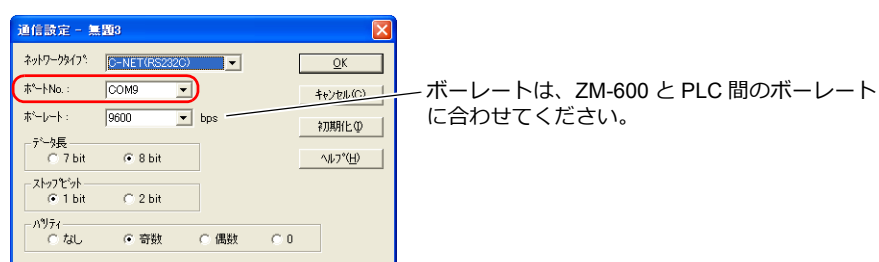 通信設定 - 無題3
ネットワークタイプ: C-NET(RS232C) OK
ポートNo.: COM9 キャンセル(C)
ボーレート: 9600 bps 初期化(I)
データ長 ヘルプ(H)
7 bit 8 bit
ストップビット
1 bit 2 bit
パリティ
なし 奇数 偶数 0
ボーレートは、ZM-600 と PLC 間のボーレート
に合わせてください。